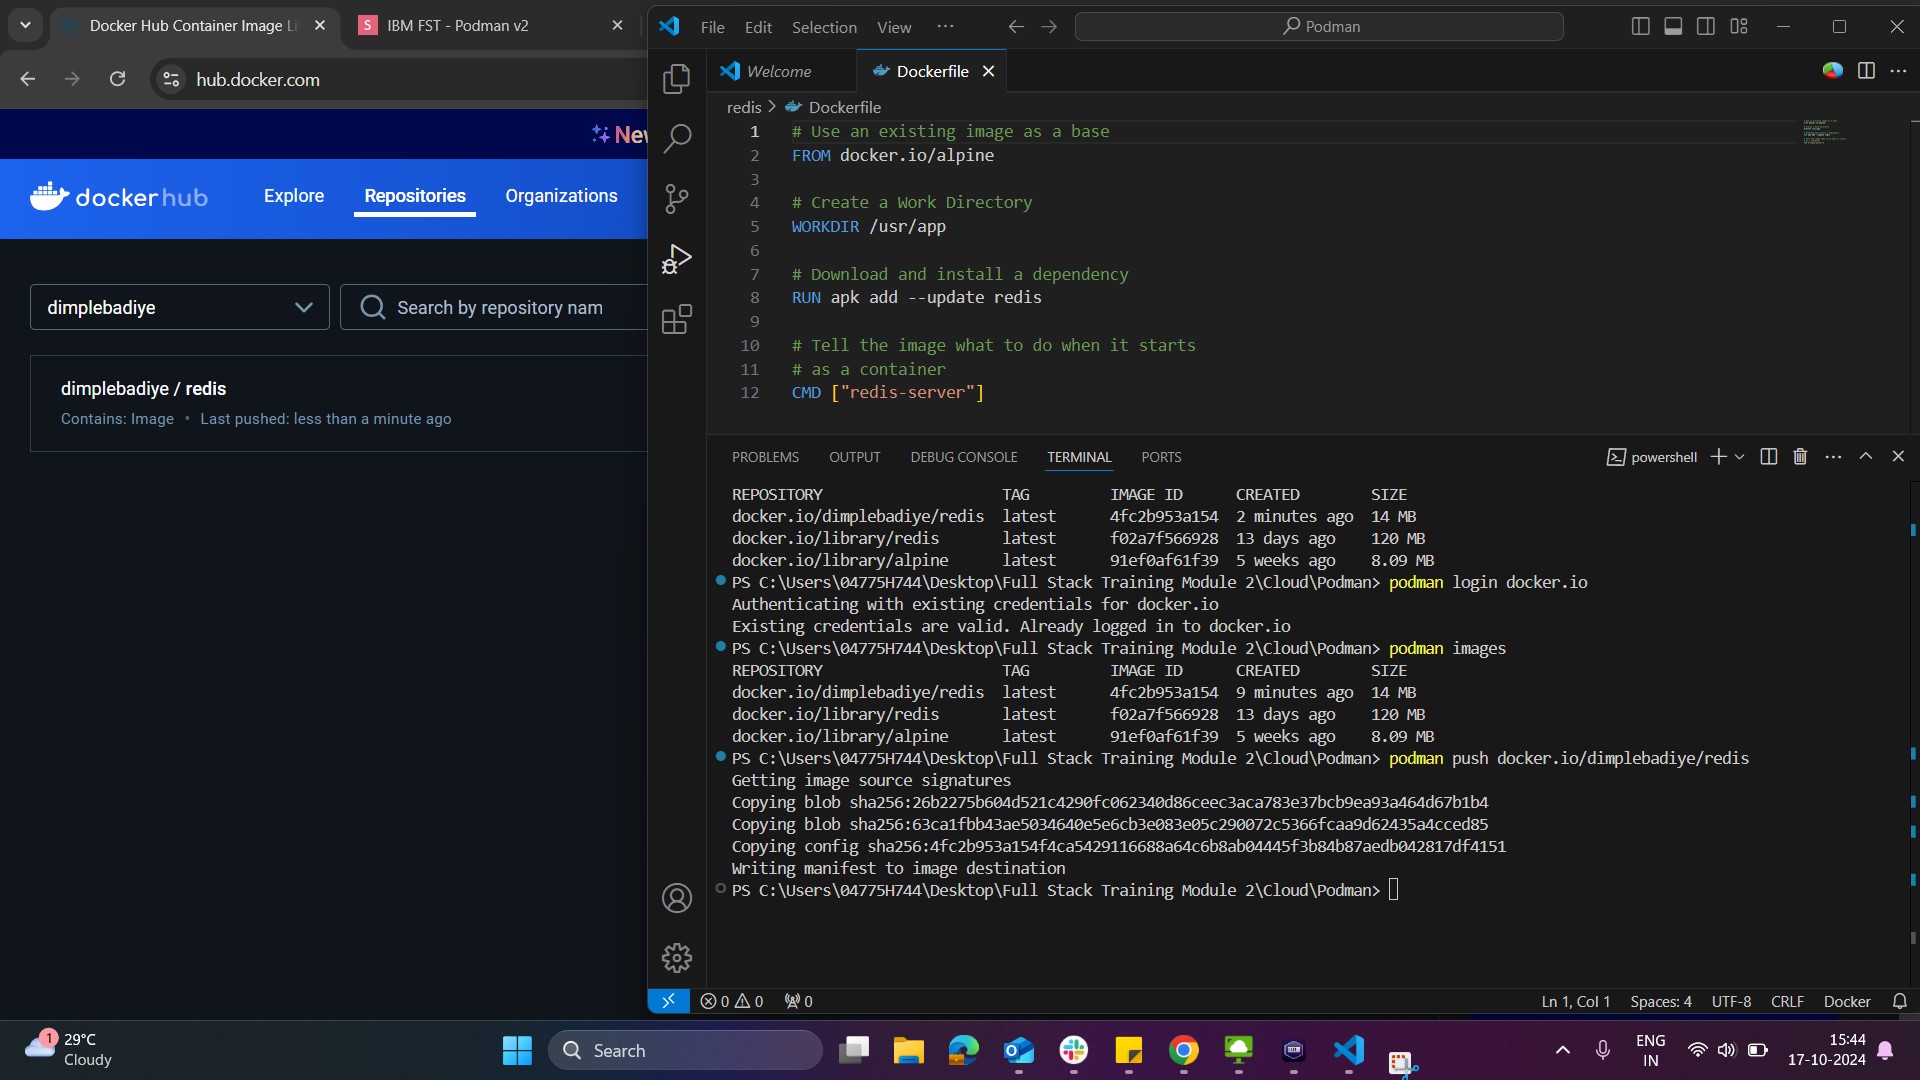 Docker Hub Container Image Li
IBM FST - Podman v2
hub.docker.com
New
dockerhub
Explore
Repositories
Organizations
dimplebadiye
Search by repository nam
dimplebadiye / redis
Contains: Image • Last pushed: less than a minute ago
File Edit Selection View ...
Podman
Welcome
Dockerfile
redis > Dockerfile
1 # Use an existing image as a base
2 FROM docker.io/alpine
3
4 # Create a Work Directory
5 WORKDIR /usr/app
6
7 # Download and install a dependency
8 RUN apk add --update redis
9
10 # Tell the image what to do when it starts
11 # as a container
12 CMD ["redis-server"]
PROBLEMS OUTPUT DEBUG CONSOLE TERMINAL PORTS
powershell
REPOSITORY TAG IMAGE ID CREATED SIZE
docker.io/dimplebadiye/redis latest 4fc2b953a154 2 minutes ago 14 MB
docker.io/library/redis latest f02a7f566928 13 days ago 120 MB
docker.io/library/alpine latest 91ef0af61f39 5 weeks ago 8.09 MB
PS C:\Users\04775H744\Desktop\Full Stack Training Module 2\Cloud\Podman> podman login docker.io
Authenticating with existing credentials for docker.io
Existing credentials are valid. Already logged in to docker.io
PS C:\Users\04775H744\Desktop\Full Stack Training Module 2\Cloud\Podman> podman images
REPOSITORY TAG IMAGE ID CREATED SIZE
docker.io/dimplebadiye/redis latest 4fc2b953a154 9 minutes ago 14 MB
docker.io/library/redis latest f02a7f566928 13 days ago 120 MB
docker.io/library/alpine latest 91ef0af61f39 5 weeks ago 8.09 MB
PS C:\Users\04775H744\Desktop\Full Stack Training Module 2\Cloud\Podman> podman push docker.io/dimplebadiye/redis
Getting image source signatures
Copying blob sha256:26b2275b604d521c4290fc062340d86ceec3aca783e37bcb9ea93a464d67b1b4
Copying blob sha256:63ca1fbb43ae5034640e5e6cb3e083e05c290072c5366fcaa9d62435a4cced85
Copying config sha256:4fc2b953a154f4ca5429116688a64c6b8ab04445f3b84b87aedb042817df4151
Writing manifest to image destination
PS C:\Users\04775H744\Desktop\Full Stack Training Module 2\Cloud\Podman>
0 0 0
Ln 1, Col 1 Spaces: 4 UTF-8 CRLF Docker
1
29°C
Cloudy
Search
ENG
IN
15:44
17-10-2024